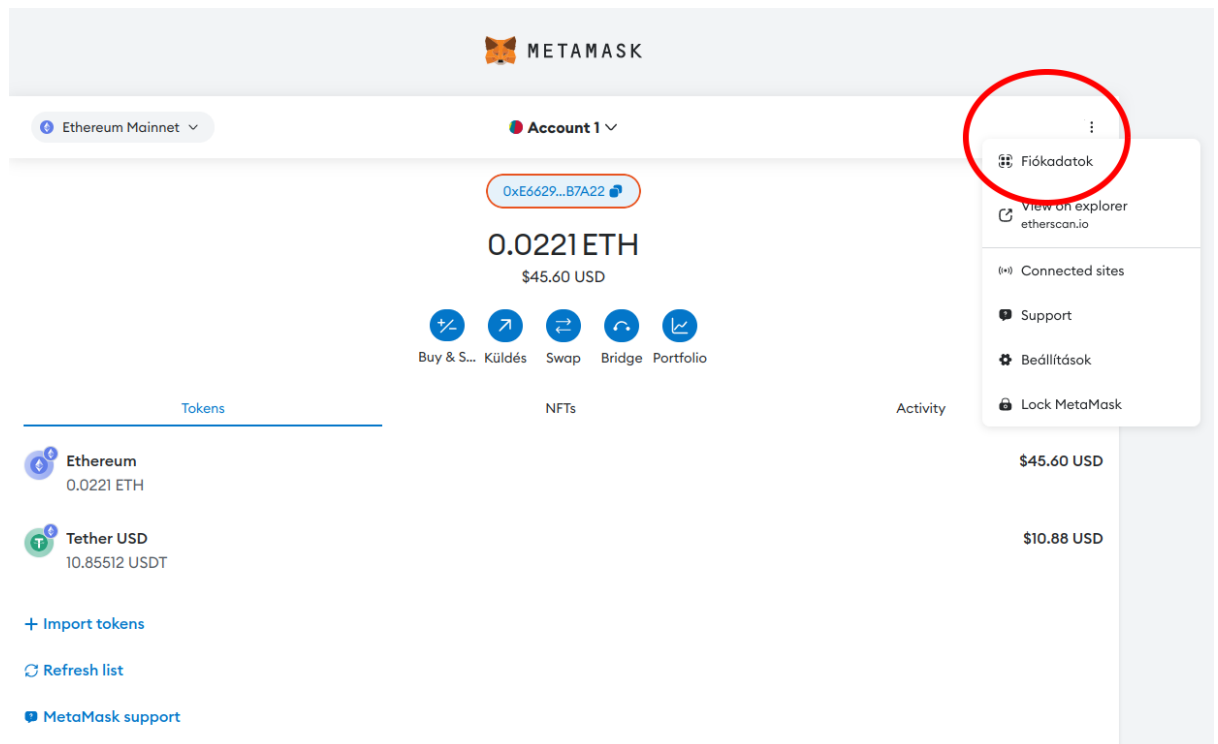 METAMASK
Ethereum Mainnet
Account 1
0xE6629...B7A22
0.0221 ETH
$45.60 USD
Buy & S...
Küldés
Swap
Bridge
Portfolio
Fiókadatok
View on explorer
etherscan.io
Connected sites
Support
Beállítások
Lock MetaMask
Tokens
NFTs
Activity
Ethereum
$45.60 USD
0.0221 ETH
Tether USD
$10.88 USD
10.85512 USDT
+ Import tokens
Refresh list
MetaMask support